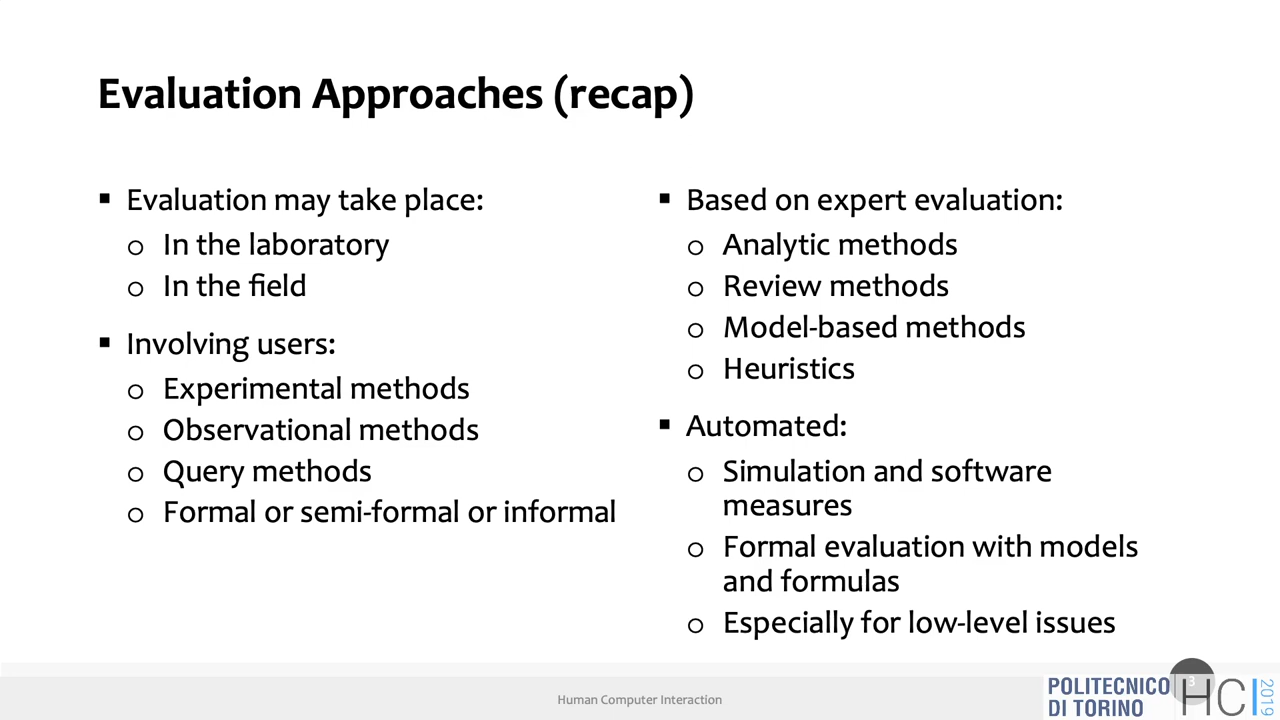 Evaluation Approaches (recap)
▪ Evaluation may take place:
o In the laboratory
o In the field
▪ Involving users:
o Experimental methods
o Observational methods
o Query methods
o Formal or semi-formal or informal
▪ Based on expert evaluation:
o Analytic methods
o Review methods
o Model-based methods
o Heuristics
▪ Automated:
o Simulation and software
measures
o Formal evaluation with models
and formulas
o Especially for low-level issues
Human Computer Interaction
3
POLITECNICO
DI TORINO
HCI
2019